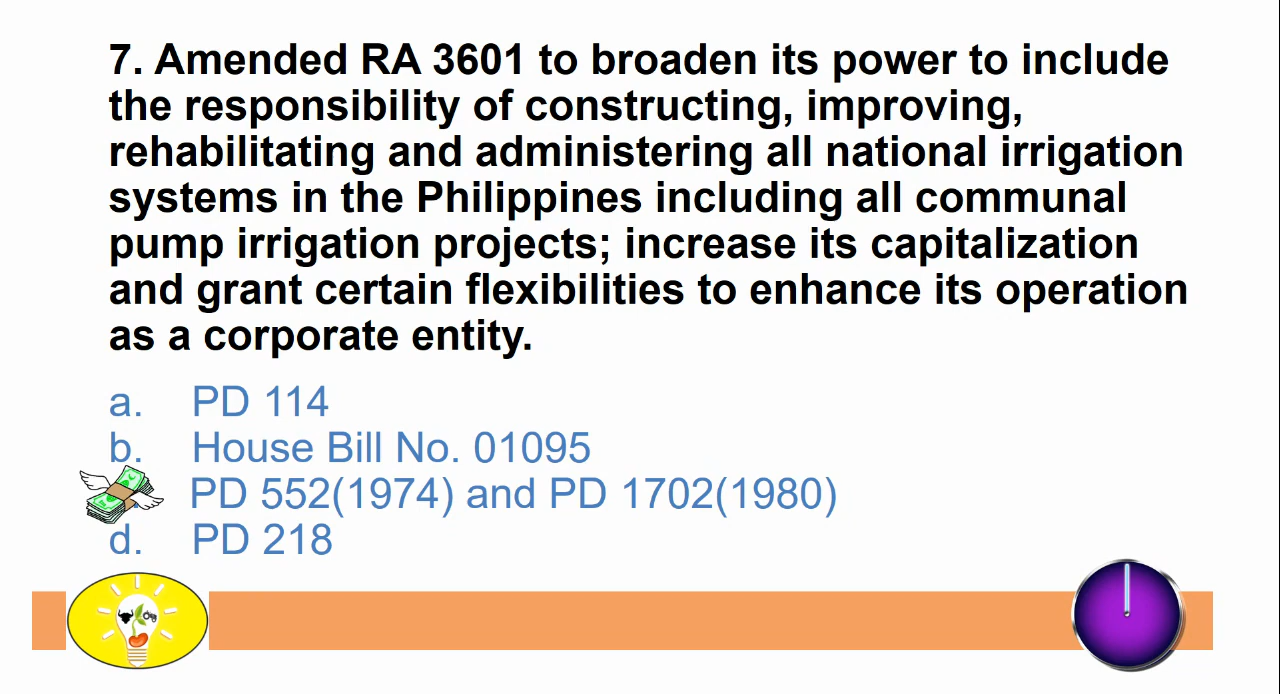 7. Amended RA 3601 to broaden its power to include
the responsibility of constructing, improving,
rehabilitating and administering all national irrigation
systems in the Philippines including all communal
pump irrigation projects; increase its capitalization
and grant certain flexibilities to enhance its operation
as a corporate entity.
a. PD 114
b. House Bill No. 01095
PD 552(1974) and PD 1702(1980)
d. PD 218